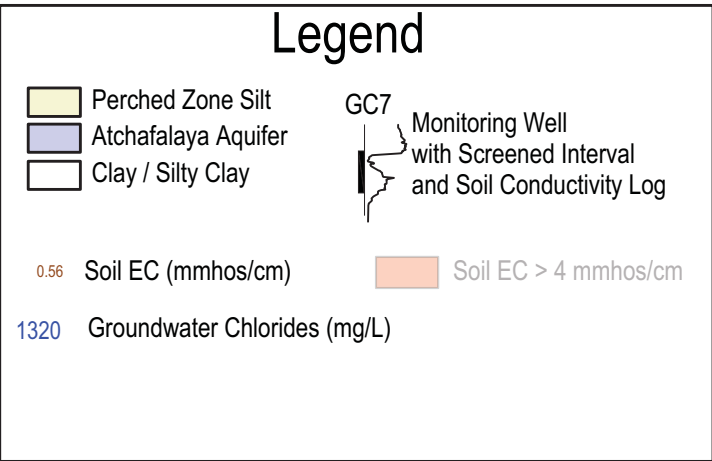 Legend
Perched Zone Silt
Atchafalaya Aquifer
Clay / Silty Clay
GC7
Monitoring Well
with Screened Interval
and Soil Conductivity Log
0.56 Soil EC (mmhos/cm)
Soil EC > 4 mmhos/cm
1320 Groundwater Chlorides (mg/L)